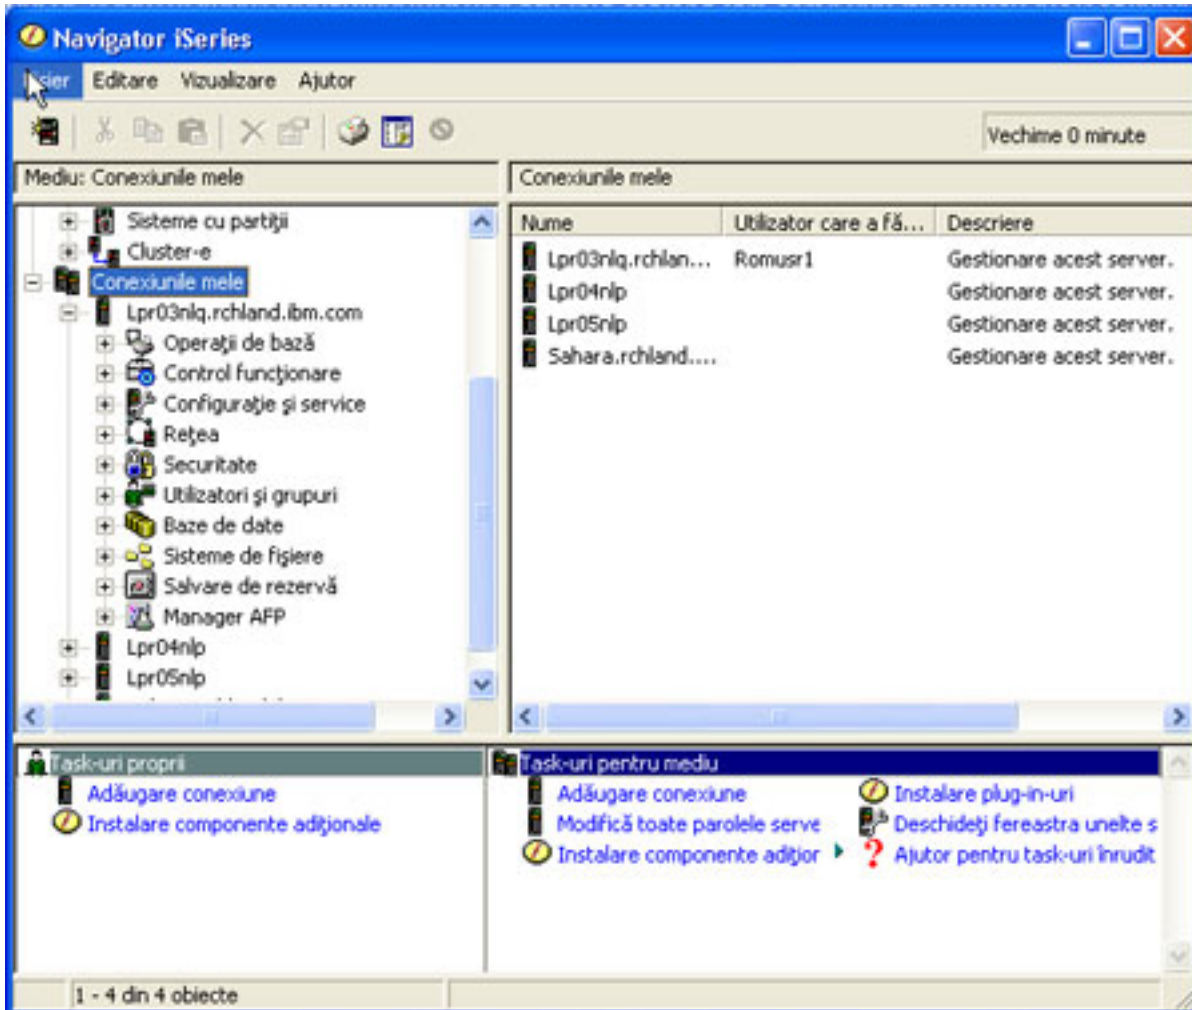 Navigator iSeries
Editare Vizualizare Ajutor
Vechime 0 minute
Mediu: Conexiunile mele
Conexiunile mele
Sisteme cu partiţii
Cluster-e
Conexiunile mele
Lpr03nlq.rchland.ibm.com
Operaţii de bază
Control funcţionare
Configuraţie şi service
Reţea
Securitate
Utilizatori şi grupuri
Baze de date
Sisteme de fişiere
Salvare de rezervă
Manager AFP
Lpr04nlp
Lpr05nlp
Nume Utilizator care a fă... Descriere
Lpr03nlq.rchlan... Romusr1 Gestionare acest server.
Lpr04nlp Gestionare acest server.
Lpr05nlp Gestionare acest server.
Sahara.rchland.... Gestionare acest server.
Task-uri proprii
Adăugare conexiune
Instalare componente adiţionale
Task-uri pentru mediu
Adăugare conexiune Instalare plug-in-uri
Modifică toate parolele serve Deschideţi fereastra unelte s
Instalare componente adiţior Ajutor pentru task-uri înrudit
1 - 4 din 4 obiecte